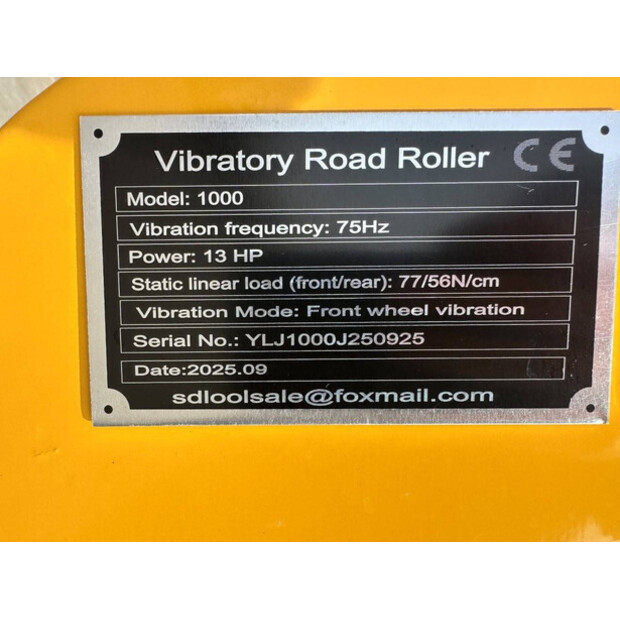 Vibratory Road Roller CE
Model: 1000
Vibration frequency: 75Hz
Power: 13 HP
Static linear load (front/rear): 77/56N/cm
Vibration Mode: Front wheel vibration
Serial No.: YLJ1000J250925
Date:2025.09
sdloolsale@foxmail.com